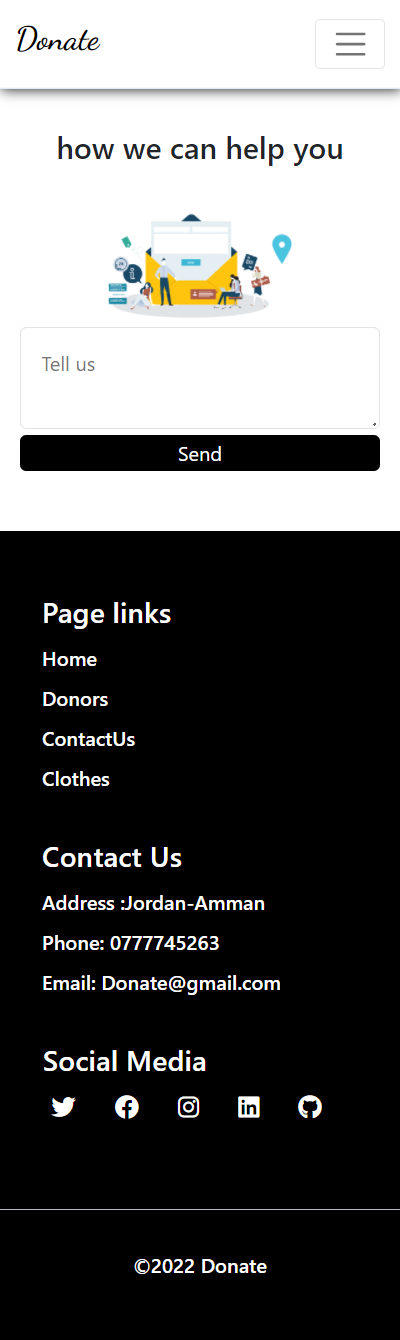 Donate
how we can help you
Tell us
Send
Page links
Home
Donors
ContactUs
Clothes
Contact Us
Address :Jordan-Amman
Phone: 0777745263
Email: Donate@gmail.com
Social Media
©2022 Donate